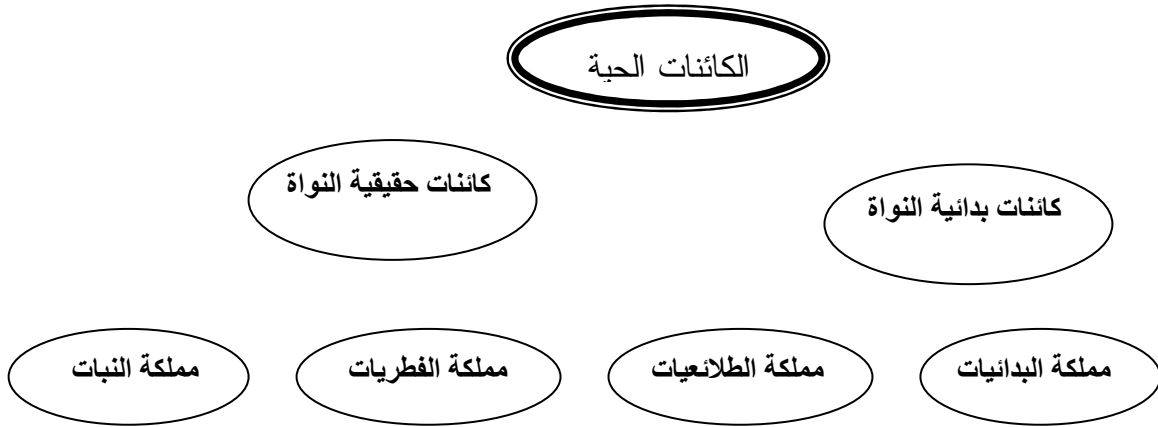 الكائنات الحية
كائنات بدائية النواة
كائنات حقيقية النواة
مملكة البدائيات
مملكة الطلائعيات
مملكة الفطريات
مملكة النبات